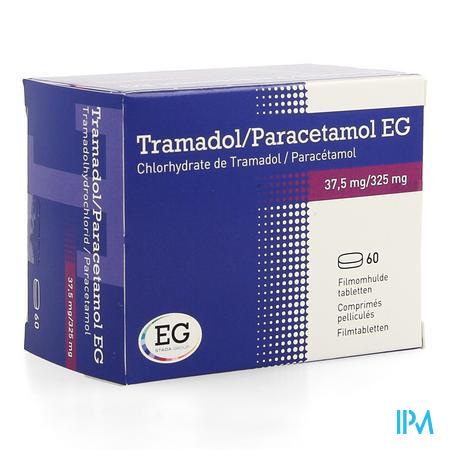 Tramadol/Paracetamol EG
Chlorhydrate de Tramadol / Paracétamol
37,5 mg/325 mg
60
Filmomhulde
tabletten
Comprimés
pelliculés
Filmtabletten
EG
STADA GROUP
Tramadol/Paracetamol EG
Tramadolhydrochlorid / Paracetamol
37,5 mg/325 mg
60
IPM